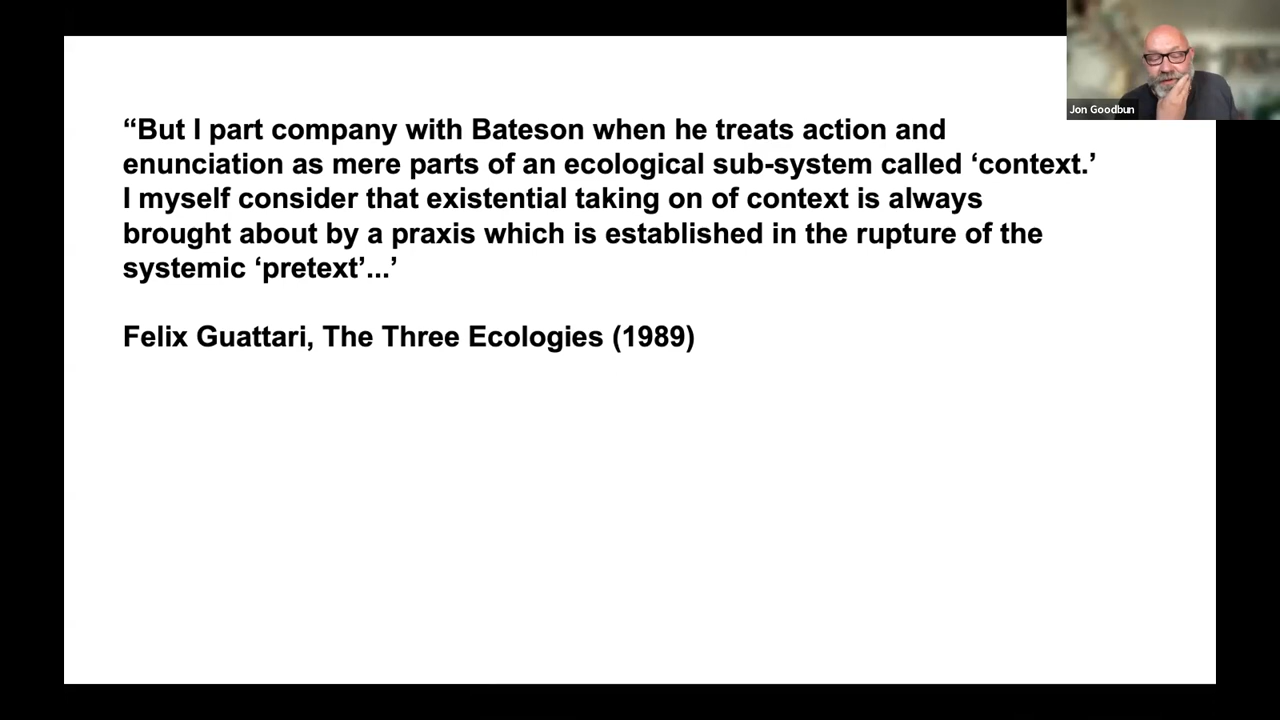 Jon Goodbun
“But I part company with Bateson when he treats action and
enunciation as mere parts of an ecological sub-system called ‘context.’
I myself consider that existential taking on of context is always
brought about by a praxis which is established in the rupture of the
systemic ‘pretext’...’
Felix Guattari, The Three Ecologies (1989)